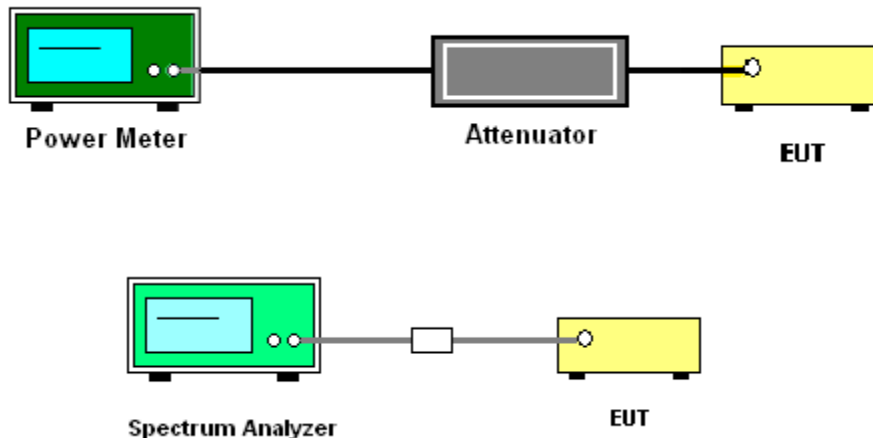 Power Meter
Attenuator
EUT
Spectrum Analyzer
EUT